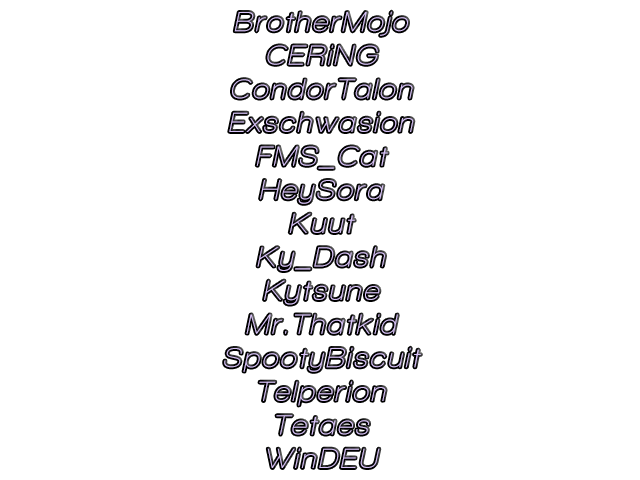 BrotherMojo
CERiNG
CondorTalon
Exschwasion
FMS_Cat
HeySora
Kuut
Ky_Dash
Kytsune
Mr.Thatkid
SpootyBiscuit
Telperion
Tetaes
WinDEU